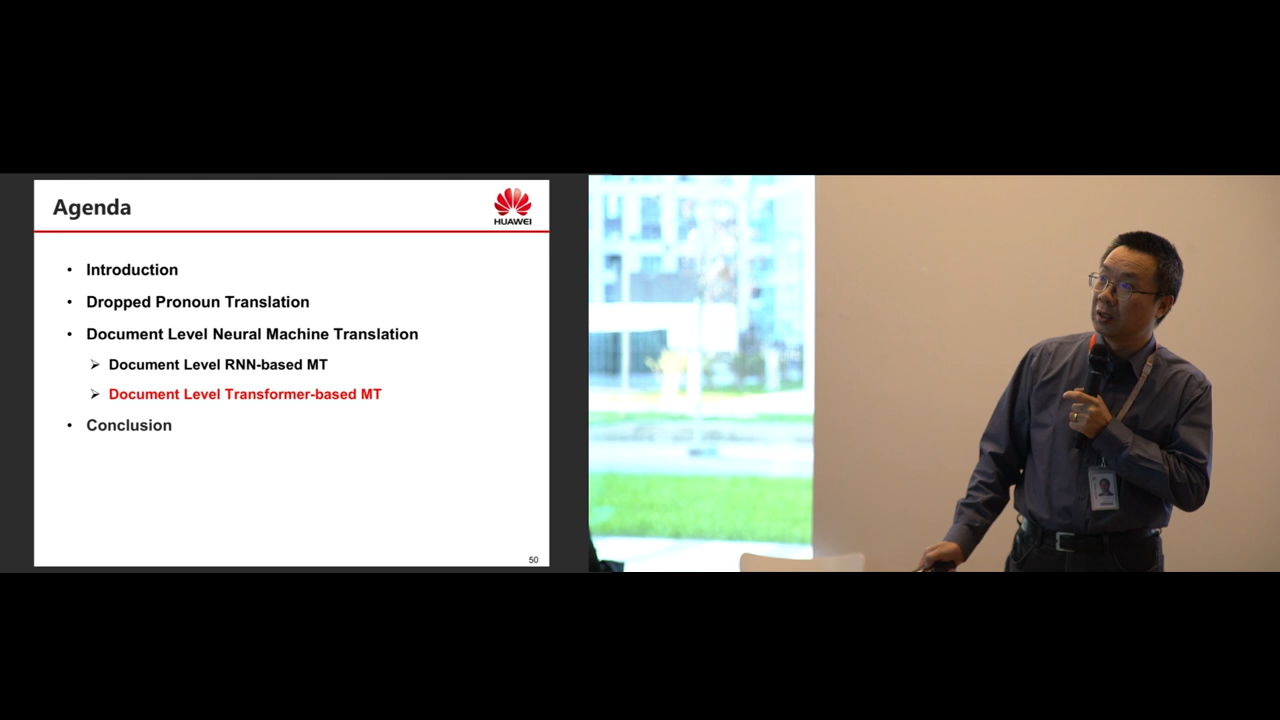 Agenda
HUAWEI
• Introduction
• Dropped Pronoun Translation
• Document Level Neural Machine Translation
➢ Document Level RNN-based MT
➢ Document Level Transformer-based MT
• Conclusion
50